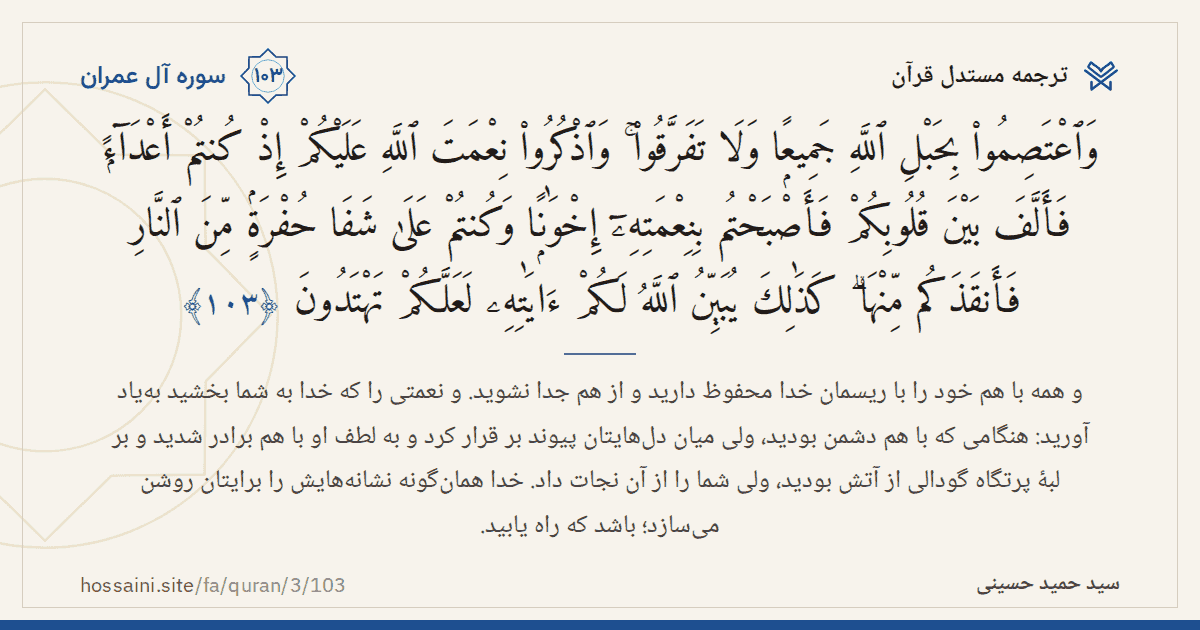 ترجمه مستدل قرآن
سوره آل عمران ۱۰۳
وَٱعْتَصِمُوا۟ بِحَبْلِ ٱللَّهِ جَمِيعًا وَلَا تَفَرَّقُوا۟ ۚ وَٱذْكُرُوا۟ نِعْمَتَ ٱللَّهِ عَلَيْكُمْ إِذْ كُنتُمْ أَعْدَآءً
فَأَلَّفَ بَيْنَ قُلُوبِكُمْ فَأَصْبَحْتُم بِنِعْمَتِهِۦٓ إِخْوَٰنًا وَكُنتُمْ عَلَىٰ شَفَا حُفْرَةٍ مِّنَ ٱلنَّارِ
فَأَنقَذَكُم مِّنْهَا ۗ كَذَٰلِكَ يُبَيِّنُ ٱللَّهُ لَكُمْ ءَايَٰتِهِۦ لَعَلَّكُمْ تَهْتَدُونَ ﴿١٠٣﴾
و همه با هم خود را با ریسمان خدا محفوظ دارید و از هم جدا نشوید. و نعمتی را که خدا به شما بخشید به‌یاد
آورید: هنگامی که با هم دشمن بودید، ولی میان دل‌هایتان پیوند بر قرار کرد و به لطف او با هم برادر شدید و بر
لبهٔ پرتگاه گودالی از آتش بودید، ولی شما را از آن نجات داد. خدا همان‌گونه نشانه‌هایش را برایتان روشن
می‌سازد؛ باشد که راه یابید.
سید حمید حسینی
hossaini.site/fa/quran/3/103